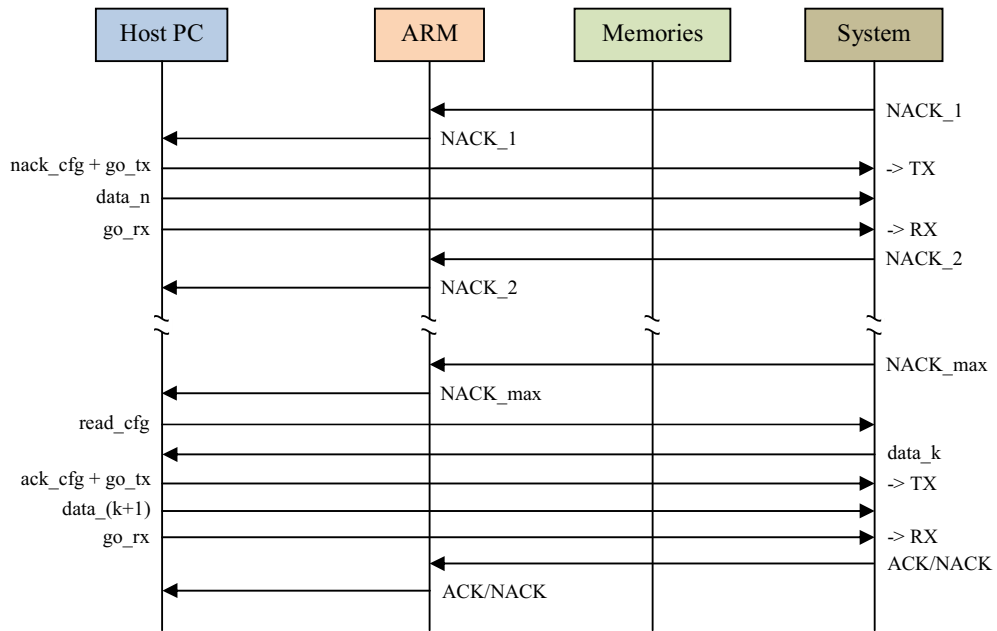 Host PC ARM Memories System
NACK_1
NACK_1
nack_cfg + go_tx -> TX
data_n
go_rx -> RX
NACK_2
NACK_2
NACK_max
NACK_max
read_cfg
data_k
ack_cfg + go_tx -> TX
data_(k+1)
go_rx -> RX
ACK/NACK
ACK/NACK